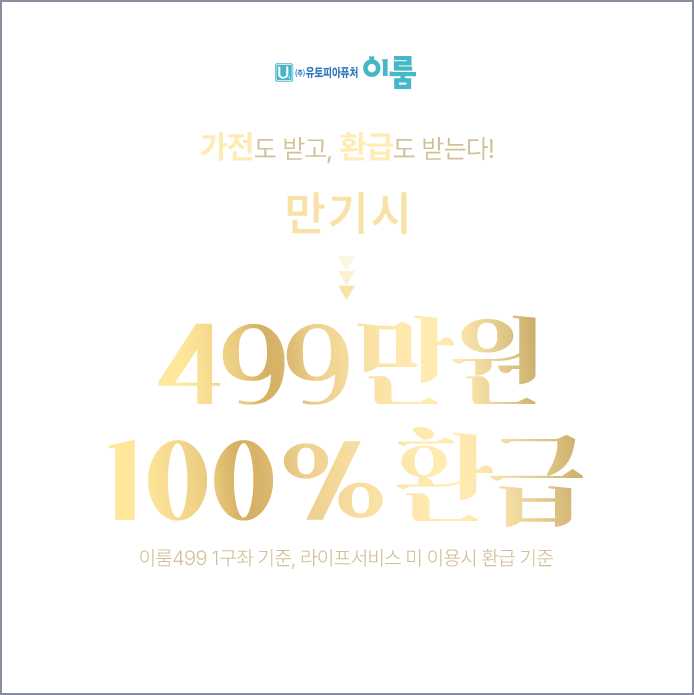 U (주)유토피아퓨처 이룸
가전도 받고, 환급도 받는다!
만기시
499만원
100% 환급
이룸499 1구좌 기준, 라이프서비스 미 이용시 환급 기준